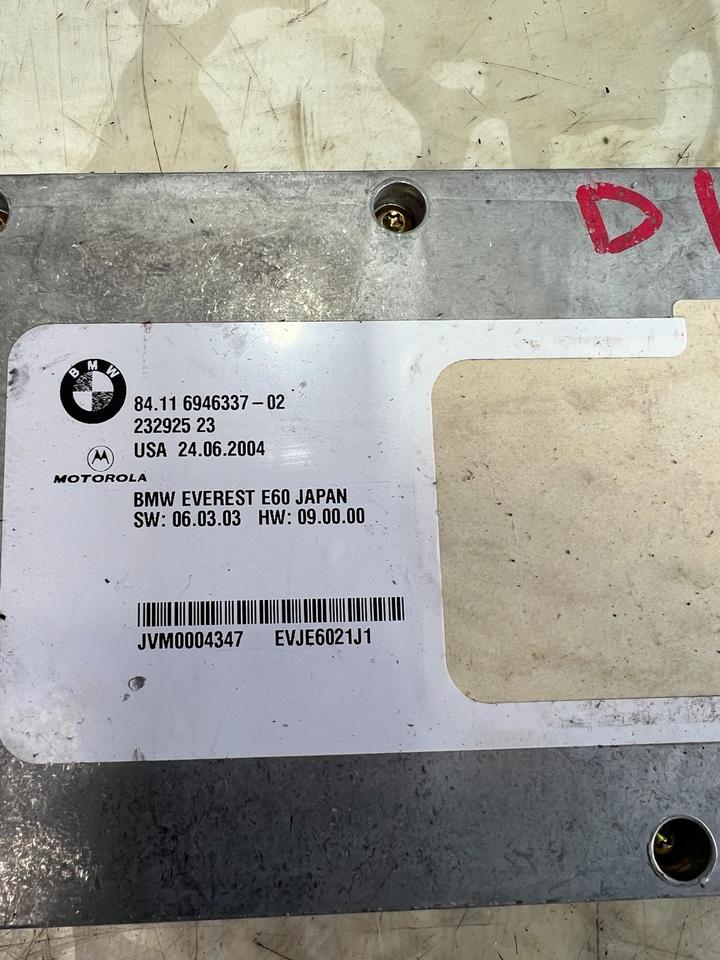 D
BMW
84.11 6946337-02
232925 23
USA 24.06.2004
MOTOROLA
BMW EVEREST E60 JAPAN
SW: 06.03.03 HW: 09.00.00
JVM0004347 EVJE6021J1